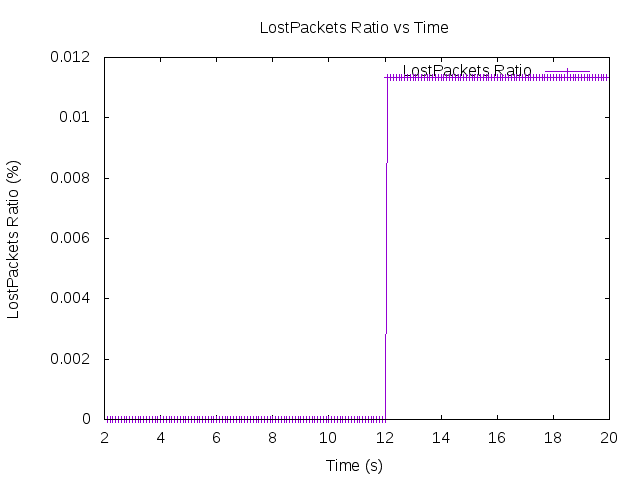 LostPackets Ratio vs Time
0.012
0.01
0.008
0.006
0.004
0.002
0
LostPackets Ratio (%)
LostPackets Ratio
2 4 6 8 10 12 14 16 18 20
Time (s)